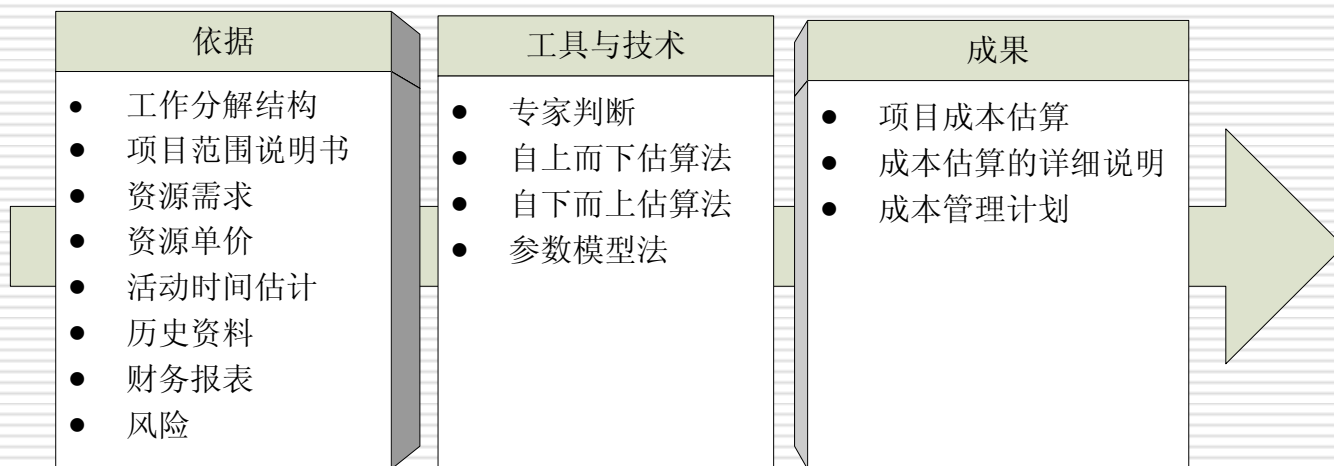 依据
● 工作分解结构
● 项目范围说明书
● 资源需求
● 资源单价
● 活动时间估计
● 历史资料
● 财务报表
● 风险
工具与技术
● 专家判断
● 自上而下估算法
● 自下而上估算法
● 参数模型法
成果
● 项目成本估算
● 成本估算的详细说明
● 成本管理计划